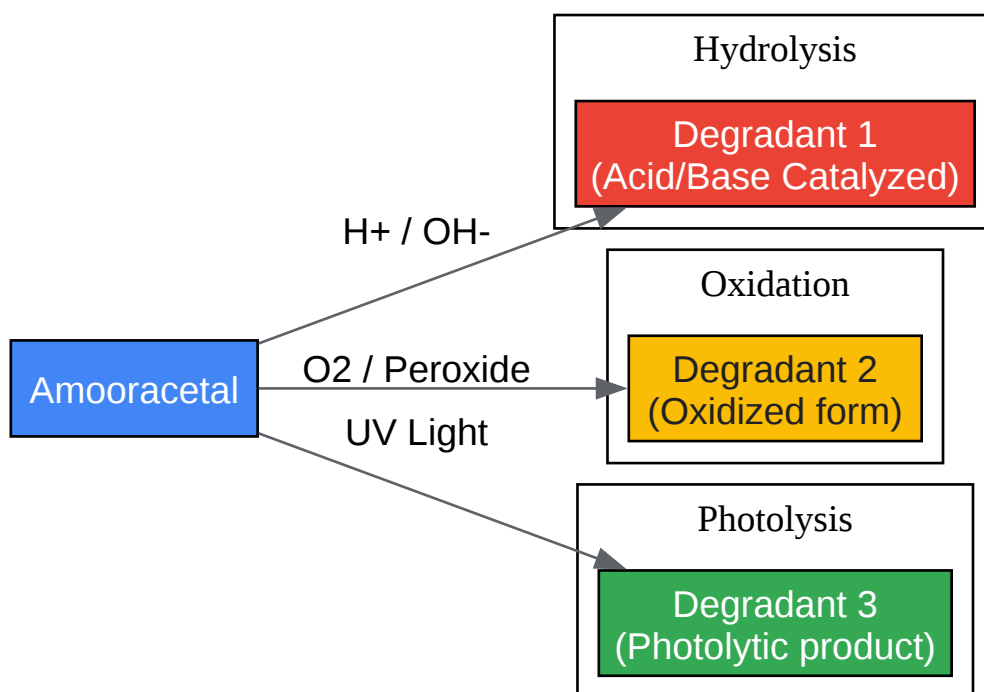 Hydrolysis
Degradant 1
(Acid/Base Catalyzed)
H+ / OH-
Oxidation
Amooracetal
O2 / Peroxide
Degradant 2
(Oxidized form)
UV Light
Photolysis
Degradant 3
(Photolytic product)